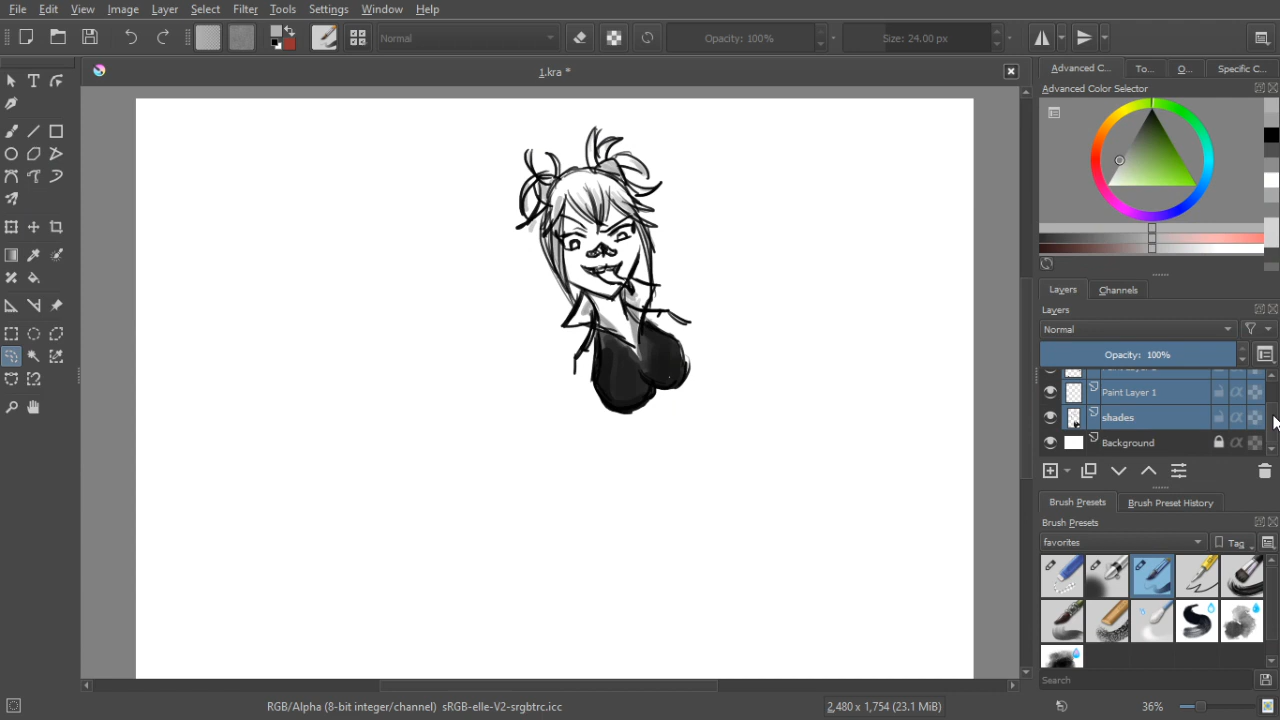 File Edit View Image Layer Select Filter Tools Settings Window Help
Normal Opacity: 100% Size: 24.00 px
1.kra *
Advanced C... To... O... Specific C...
Advanced Color Selector
Layers Channels
Layers
Normal
Opacity: 100%
Paint Layer 1
shades
Background
Brush Presets Brush Preset History
Brush Presets
favorites Tag
Search
RGB/Alpha (8-bit integer/channel) sRGB-elle-V2-srgbtrc.icc 2,480 x 1,754 (23.1 MiB) 36%